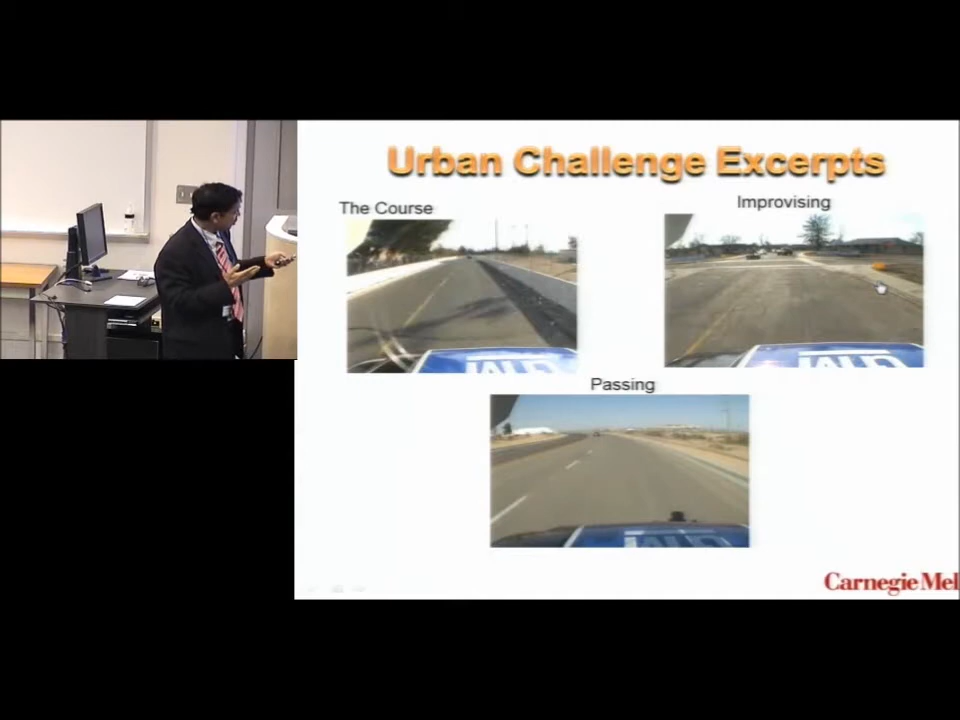 Urban Challenge Excerpts
The Course
Improvising
Passing
Carnegie Mel